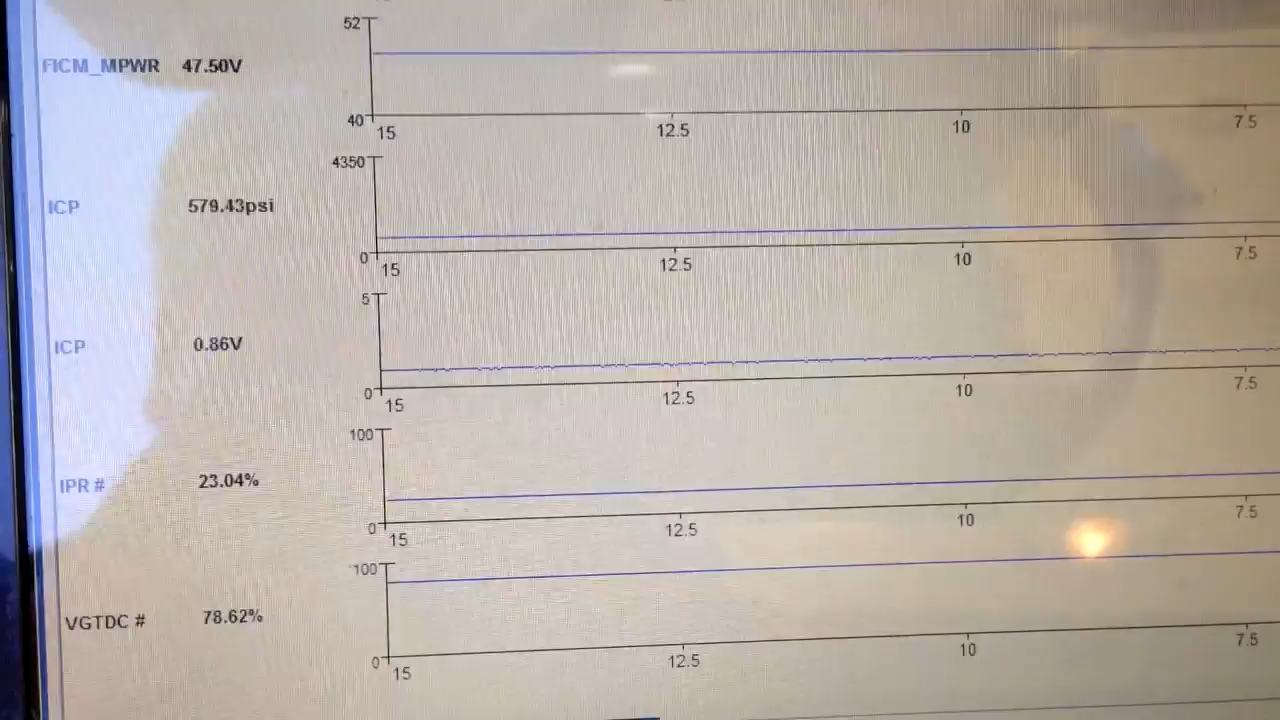 52
FICM_MPWR 47.50V
40
15 12.5 10 7.5
4350
ICP 579.43psi
0
15 12.5 10 7.5
5
ICP 0.86V
0
15 12.5 10 7.5
100
IPR # 23.04%
0
15 12.5 10 7.5
100
VGTDC # 78.62%
0
15 12.5 10 7.5